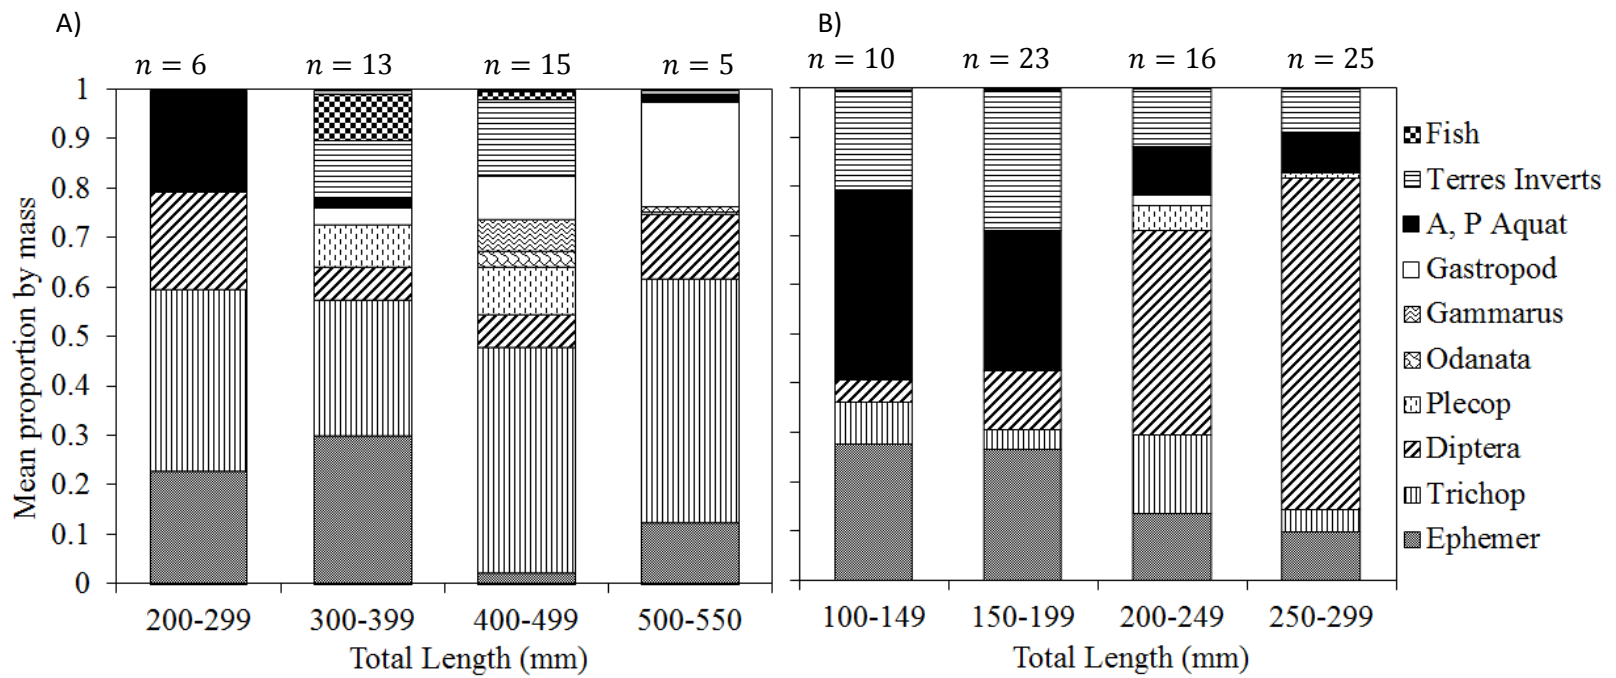 A)
B)
n = 6
n = 13
n = 15
n = 5
n = 10
n = 23
n = 16
n = 25
Mean proportion by mass
1
0.9
0.8
0.7
0.6
0.5
0.4
0.3
0.2
0.1
0
200-299
300-399
400-499
500-550
Total Length (mm)
100-149
150-199
200-249
250-299
Total Length (mm)
Fish
Terres Inverts
A, P Aquat
Gastropod
Gammarus
Odanata
Plecop
Diptera
Trichop
Ephemer